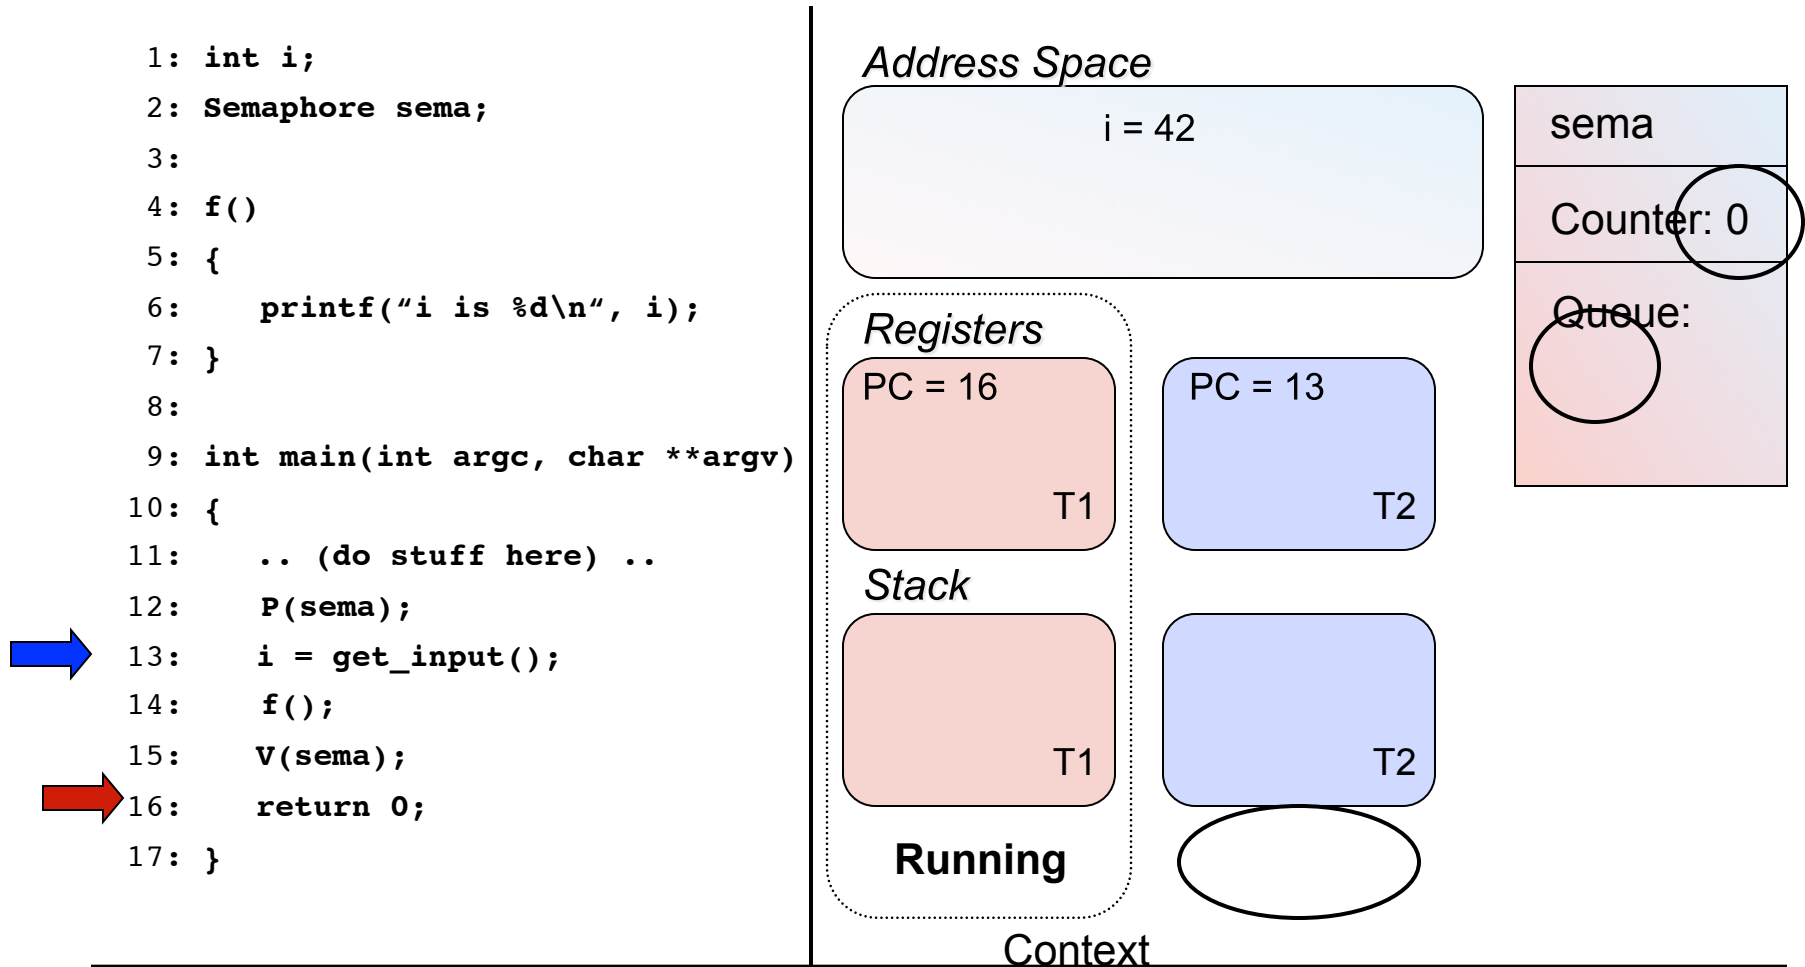 1: int i;
2: Semaphore sema;
3:
4: f()
5: {
6: printf(“i is %d\n“, i);
7: }
8:
9: int main(int argc, char **argv)
10: {
11: .. (do stuff here) ..
12: P(sema);
13: i = get_input();
14: f();
15: V(sema);
16: return 0;
17: }
Address Space
i = 42
Registers
PC = 16
T1
PC = 13
T2
Stack
T1
T2
Running
Context
sema
Counter: 0
Queue: